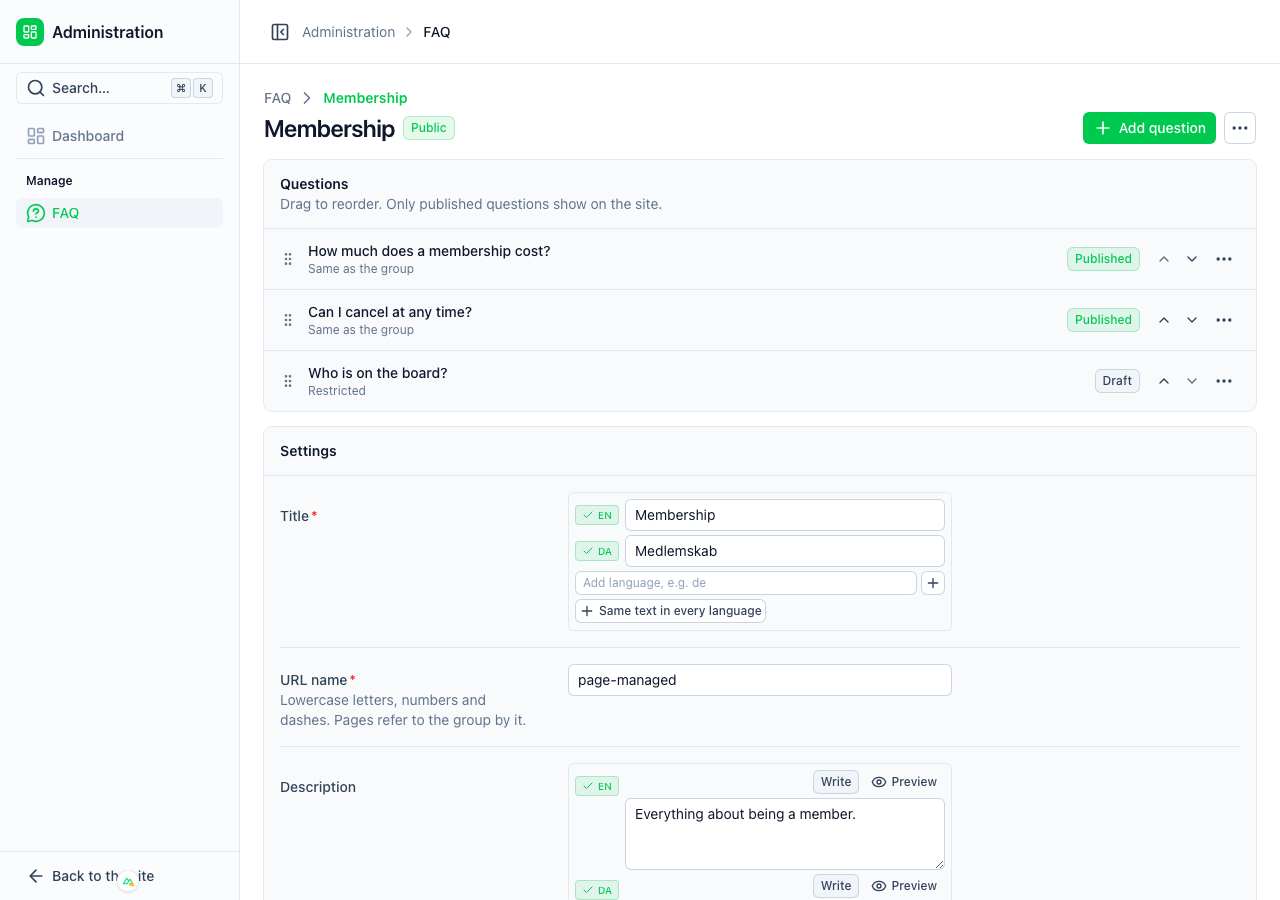 Administration
Administration
FAQ
Search...
⌘ K
Dashboard
Manage
FAQ
FAQ
Membership
Membership
Public
Add question
Questions
Drag to reorder. Only published questions show on the site.
How much does a membership cost?
Same as the group
Published
Can I cancel at any time?
Same as the group
Published
Who is on the board?
Restricted
Draft
Settings
Title*
EN
Membership
DA
Medlemskab
Add language, e.g. de
Same text in every language
URL name*
page-managed
Lowercase letters, numbers and
dashes. Pages refer to the group by it.
Description
EN
Write
Preview
Everything about being a member.
DA
Write
Preview
Back to